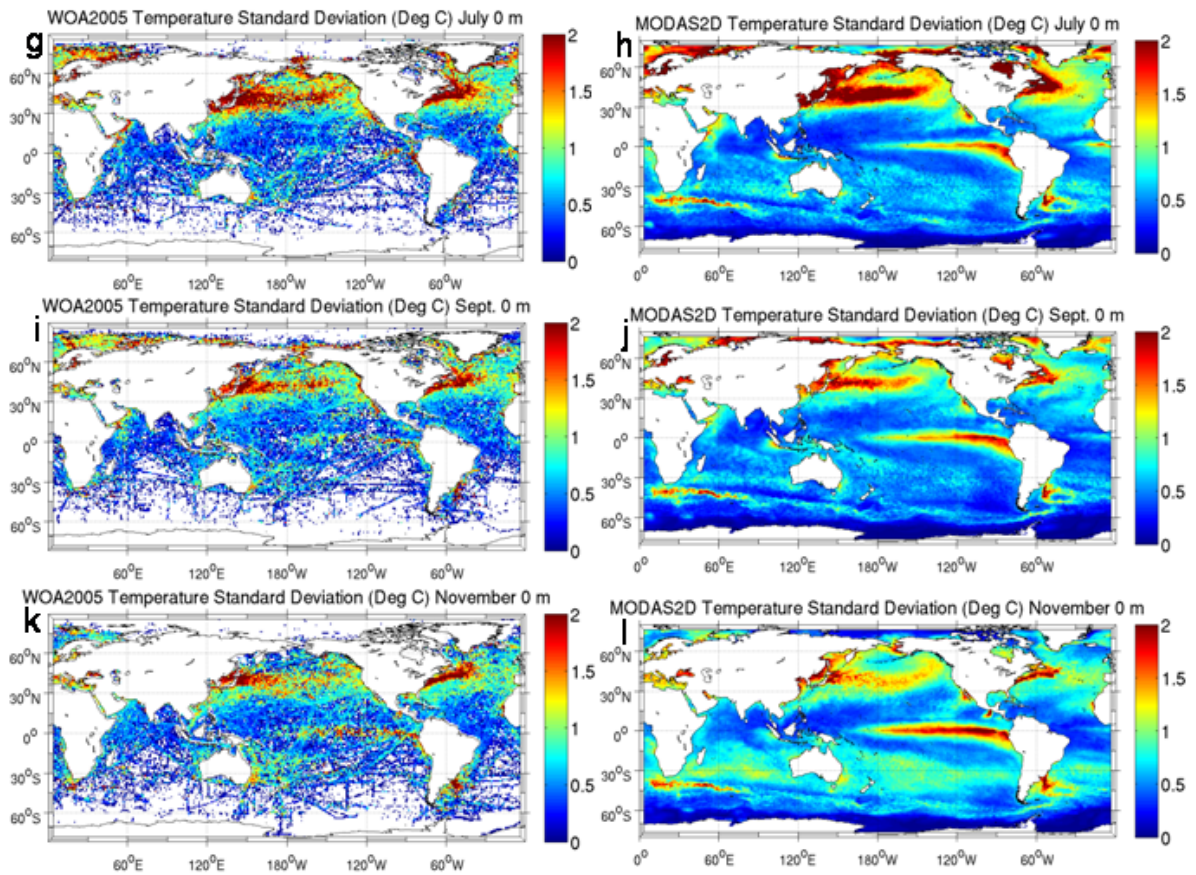 WOA2005 Temperature Standard Deviation (Deg C) July 0 m
g
60°N
30°N
0°
30°S
60°S
60°E 120°E 180°W 120°W 60°W
2
1.5
1
0.5
0
MODAS2D Temperature Standard Deviation (Deg C) July 0 m
h
60°N
30°N
0°
30°S
60°S
0° 60°E 120°E 180°W 120°W 60°W
2
1.5
1
0.5
0
WOA2005 Temperature Standard Deviation (Deg C) Sept. 0 m
i
60°N
30°N
0°
30°S
60°S
60°E 120°E 180°W 120°W 60°W
2
1.5
1
0.5
0
MODAS2D Temperature Standard Deviation (Deg C) Sept. 0 m
j
60°N
30°N
0°
30°S
60°S
0° 60°E 120°E 180°W 120°W 60°W
2
1.5
1
0.5
0
WOA2005 Temperature Standard Deviation (Deg C) November 0 m
k
60°N
30°N
0°
30°S
60°S
60°E 120°E 180°W 120°W 60°W
2
1.5
1
0.5
0
MODAS2D Temperature Standard Deviation (Deg C) November 0 m
l
60°N
30°N
0°
30°S
60°S
0° 60°E 120°E 180°W 120°W 60°W
2
1.5
1
0.5
0